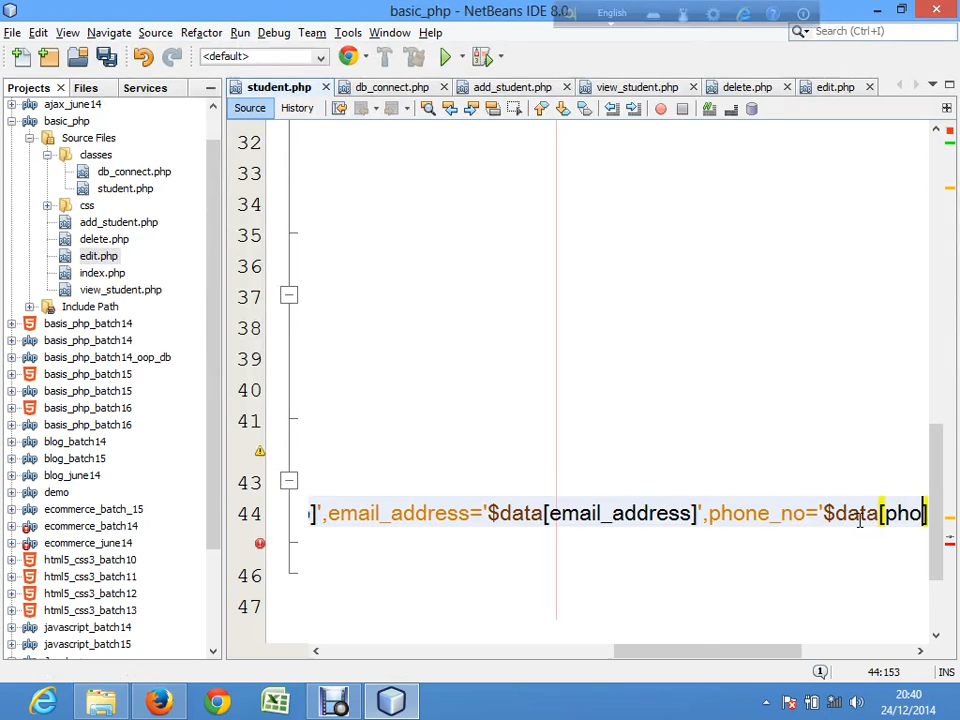 basic_php - NetBeans IDE 8.0
English
File Edit View Navigate Source Refactor Run Debug Team Tools Window Help
Search (Ctrl+I)
<default>
Projects Files Services
student.php db_connect.php add_student.php view_student.php delete.php edit.php
Source History
ajax_june14
basic_php
Source Files
classes
db_connect.php
student.php
css
add_student.php
delete.php
edit.php
index.php
view_student.php
Include Path
basis_php_batch14
basis_php_batch14
basis_php_batch14_oop_db
basis_php_batch15
basis_php_batch15
basis_php_batch16
basis_php_batch16
blog_batch14
blog_batch15
blog_june14
demo
ecommerce_batch_15
ecommerce_batch14
ecommerce_june14
html5_css3_batch10
html5_css3_batch11
html5_css3_batch12
html5_css3_batch13
javascript_batch14
javascript_batch15
32
33
34
35
36
37
38
39
40
41
43
44 ]',email_address='$data[email_address]',phone_no='$data[pho]
46
47
44:153 INS
20:40
24/12/2014